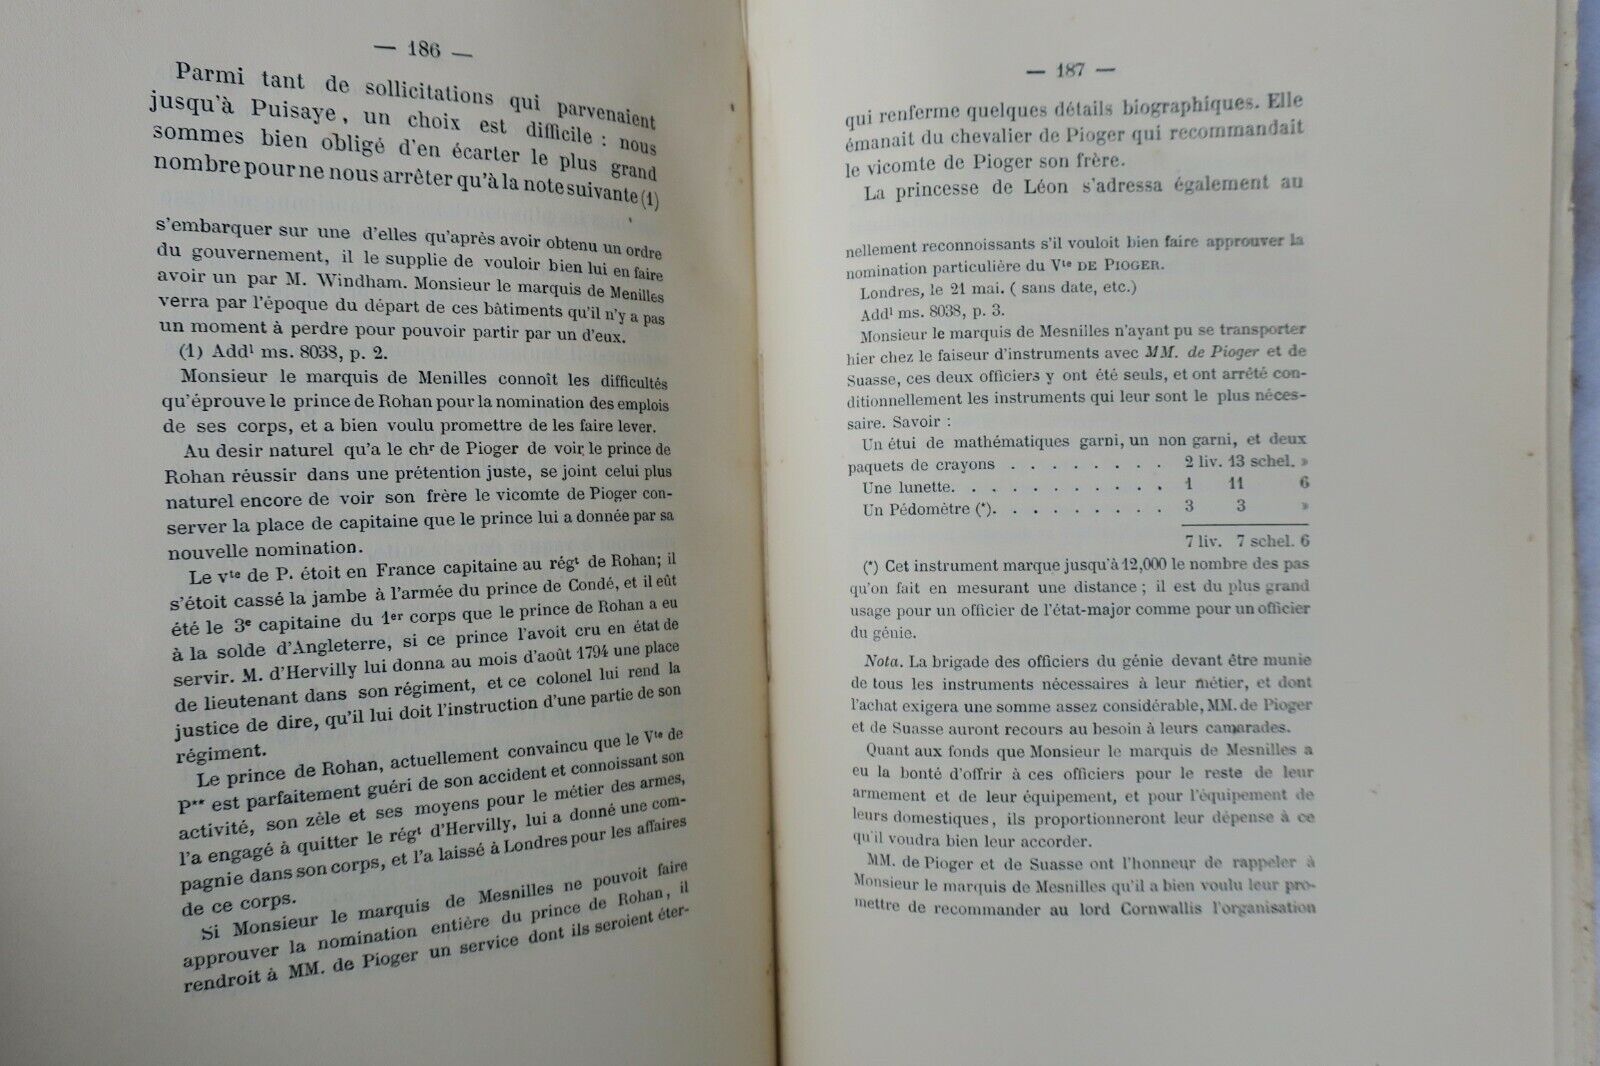 — 186 —
Parmi tant de sollicitations qui parvenaient
jusqu'à Puisaye, un choix est difficile : nous
sommes bien obligé d'en écarter le plus grand
nombre pour ne nous arrêter qu'à la note suivante (1)
s'embarquer sur une d'elles qu'après avoir obtenu un ordre
du gouvernement, il le supplie de vouloir bien lui en faire
avoir un par M. Windham. Monsieur le marquis de Menilles
verra par l'époque du départ de ces bâtiments qu'il n'y a pas
un moment à perdre pour pouvoir partir par un d'eux.
(1) Addˡ ms. 8038, p. 2.
Monsieur le marquis de Menilles connoît les difficultés
qu'éprouve le prince de Rohan pour la nomination des emplois
de ses corps, et a bien voulu promettre de les faire lever.
Au desir naturel qu'a le chʳ de Pioger de voir le prince de
Rohan réussir dans une prétention juste, se joint celui plus
naturel encore de voir son frère le vicomte de Pioger con-
server la place de capitaine que le prince lui a donnée par sa
nouvelle nomination.
Le vᵗᵉ de P. étoit en France capitaine au régᵗ de Rohan; il
s'étoit cassé la jambe à l'armée du prince de Condé, et il eût
été le 3ᵉ capitaine du 1ᵉʳ corps que le prince de Rohan a eu
à la solde d'Angleterre, si ce prince l'avoit cru en état de
servir. M. d'Hervilly lui donna au mois d'août 1794 une place
de lieutenant dans son régiment, et ce colonel lui rend la
justice de dire, qu'il lui doit l'instruction d'une partie de son
régiment.
Le prince de Rohan, actuellement convaincu que le Vᵗᵉ de
P** est parfaitement guéri de son accident et connoissant son
activité, son zèle et ses moyens pour le métier des armes,
l'a engagé à quitter le régᵗ d'Hervilly, lui a donné une com-
pagnie dans son corps, et l'a laissé à Londres pour les affaires
de ce corps.
Si Monsieur le marquis de Mesnilles ne pouvoit faire
approuver la nomination entière du prince de Rohan, il
rendroit à MM. de Pioger un service dont ils seroient éter-
— 187 —
qui renferme quelques détails biographiques. Elle
émanait du chevalier de Pioger qui recommandait
le vicomte de Pioger son frère.
La princesse de Léon s'adressa également au
nellement reconnoissants s'il vouloit bien faire approuver la
nomination particulière du Vᵗᵉ DE PIOGER.
Londres, le 21 mai. ( sans date, etc.)
Addˡ ms. 8038, p. 3.
Monsieur le marquis de Mesniilles n'ayant pu se transporter
hier chez le faiseur d'instruments avec MM. de Pioger et de
Suasse, ces deux officiers y ont été seuls, et ont arrêté con-
ditionnellement les instruments qui leur sont le plus néces-
saire. Savoir :
Un étui de mathématiques garni, un non garni, et deux
paquets de crayons . . . . . . . . 2 liv. 13 schel. »
Une lunette. . . . . . . . . . . 1 11 6
Un Pédomètre (*). . . . . . . . . 3 3 »
7 liv. 7 schel. 6
(*) Cet instrument marque jusqu'à 12,000 le nombre des pas
qu'on fait en mesurant une distance ; il est du plus grand
usage pour un officier de l'état-major comme pour un officier
du génie.
Nota. La brigade des officiers du génie devant être munie
de tous les instruments nécessaires à leur métier, et dont
l'achat exigera une somme assez considérable, MM. de Pioger
et de Suasse auront recours au besoin à leurs camarades.
Quant aux fonds que Monsieur le marquis de Mesnilles a
eu la bonté d'offrir à ces officiers pour le reste de leur
armement et de leur équipement, et pour l'équipement de
leurs domestiques, ils proportionneront leur dépense à ce
qu'il voudra bien leur accorder.
MM. de Pioger et de Suasse ont l'honneur de rappeler à
Monsieur le marquis de Mesnilles qu'il a bien voulu leur pro-
mettre de recommander au lord Cornwallis l'organisation